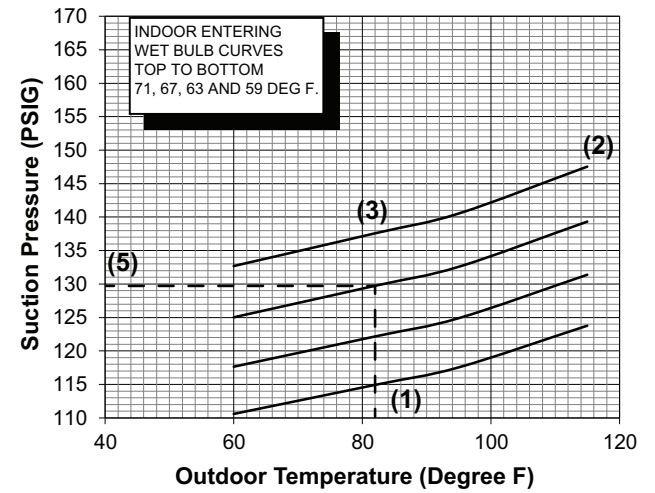 170
165
160
155
150
145
140
135
130
125
120
115
110
Suction Pressure (PSIG)
INDOOR ENTERING
WET BULB CURVES
TOP TO BOTTOM
71, 67, 63 AND 59 DEG F.
(2)
(3)
(5)
(1)
40 60 80 100 120
Outdoor Temperature (Degree F)